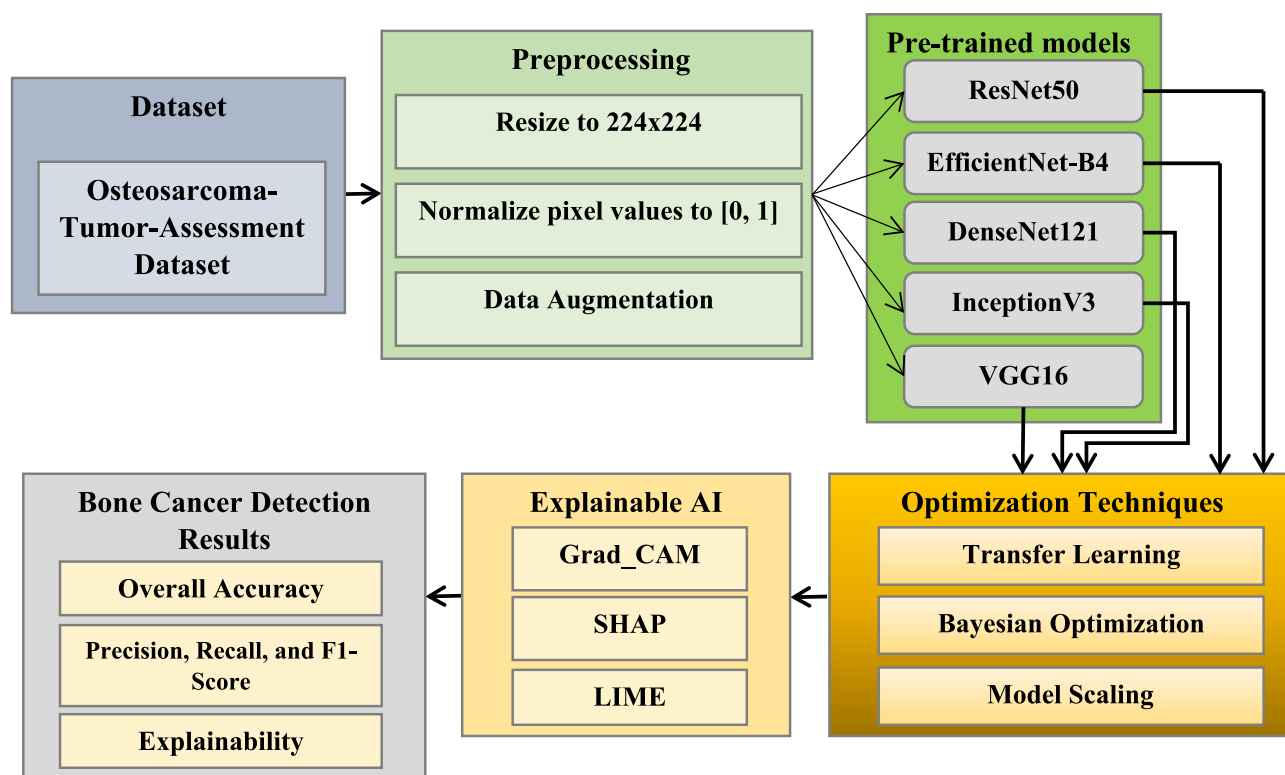 Dataset
Osteosarcoma-
Tumor-Assessment
Dataset
Preprocessing
Resize to 224x224
Normalize pixel values to [0, 1]
Data Augmentation
Pre-trained models
ResNet50
EfficientNet-B4
DenseNet121
InceptionV3
VGG16
Optimization Techniques
Transfer Learning
Bayesian Optimization
Model Scaling
Explainable AI
Grad_CAM
SHAP
LIME
Bone Cancer Detection
Results
Overall Accuracy
Precision, Recall, and F1-
Score
Explainability